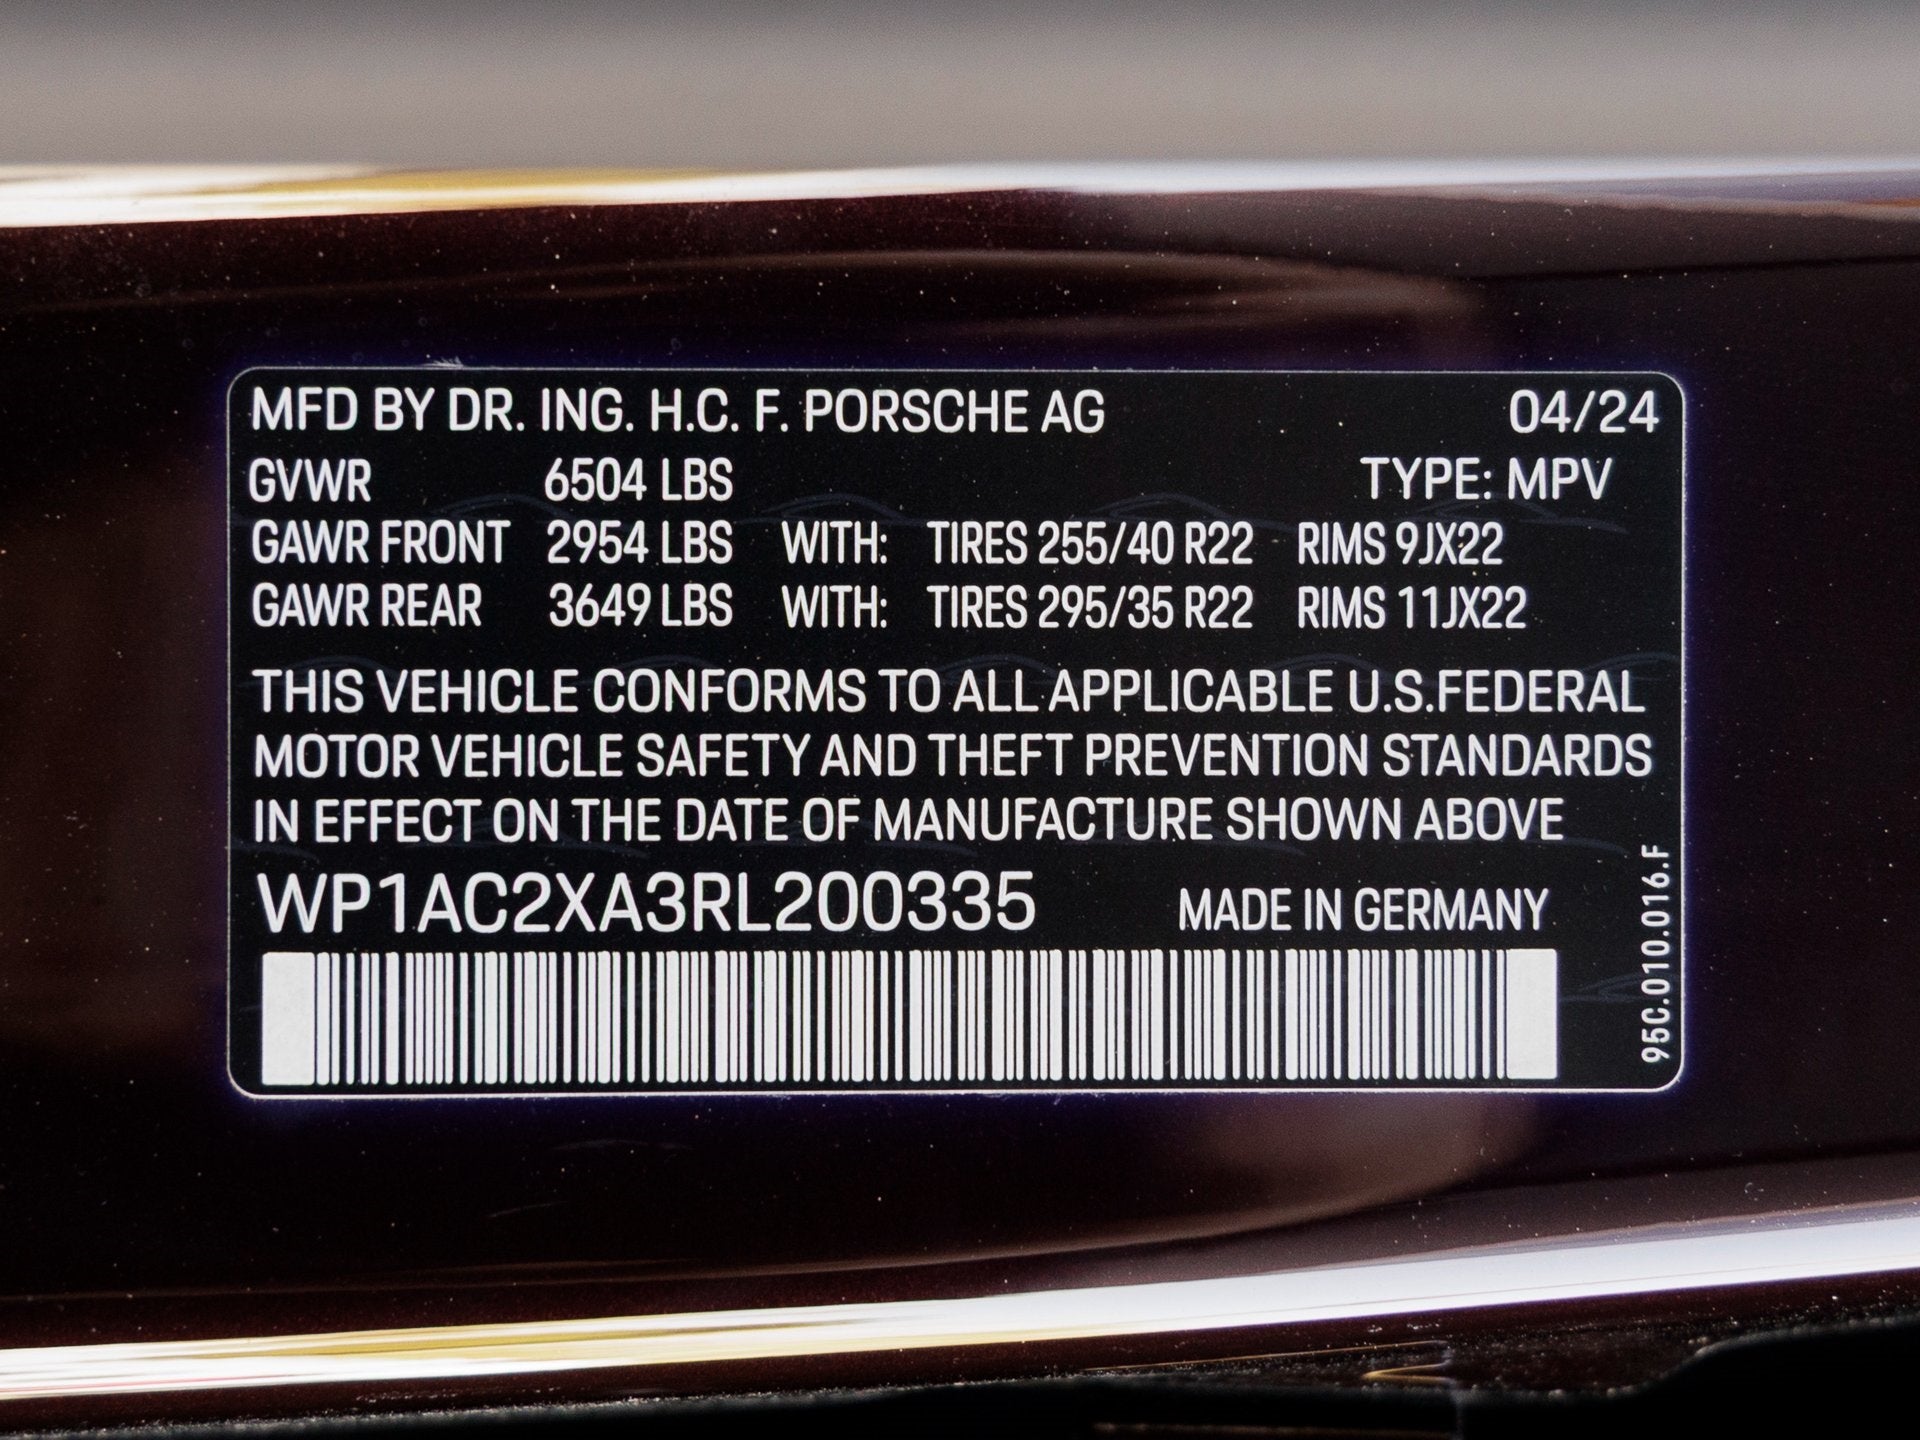 MFD BY DR. ING. H.C. F. PORSCHE AG 04/24
GVWR 6504 LBS TYPE: MPV
GAWR FRONT 2954 LBS WITH: TIRES 255/40 R22 RIMS 9JX22
GAWR REAR 3649 LBS WITH: TIRES 295/35 R22 RIMS 11JX22
THIS VEHICLE CONFORMS TO ALL APPLICABLE U.S.FEDERAL
MOTOR VEHICLE SAFETY AND THEFT PREVENTION STANDARDS
IN EFFECT ON THE DATE OF MANUFACTURE SHOWN ABOVE
WP1AC2XA3RL200335 MADE IN GERMANY
95C.010.016.F